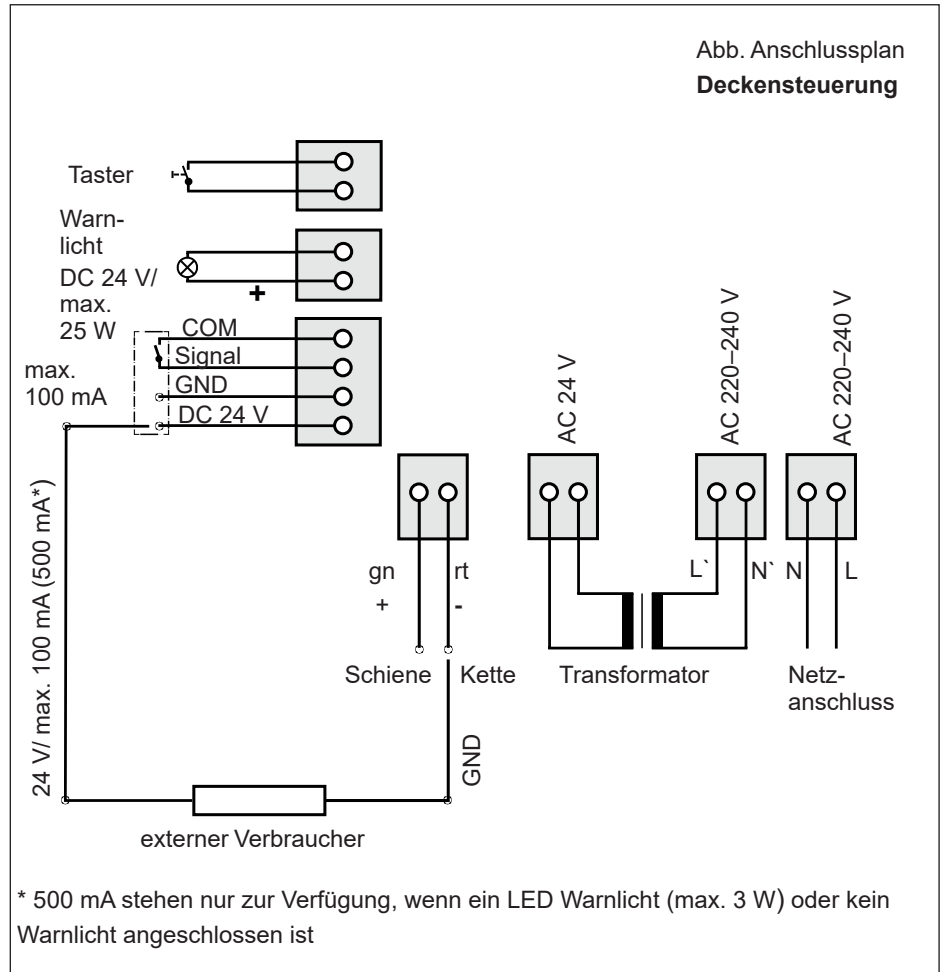 Abb. Anschlussplan
Deckensteuerung
Taster
Warn-
licht
DC 24 V/
max.
25 W
+
COM
Signal
GND
DC 24 V
max.
100 mA
24 V/ max. 100 mA (500 mA*)
AC 24 V
AC 220–240 V
AC 220–240 V
gn
rt
+
-
L`
N`
N
L
Schiene
Kette
Transformator
Netz-
anschluss
GND
externer Verbraucher
* 500 mA stehen nur zur Verfügung, wenn ein LED Warnlicht (max. 3 W) oder kein
Warnlicht angeschlossen ist